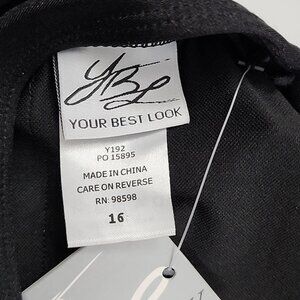 YBL
YOUR BEST LOOK
Y192
PO 15895
MADE IN CHINA
CARE ON REVERSE
RN: 98598
16